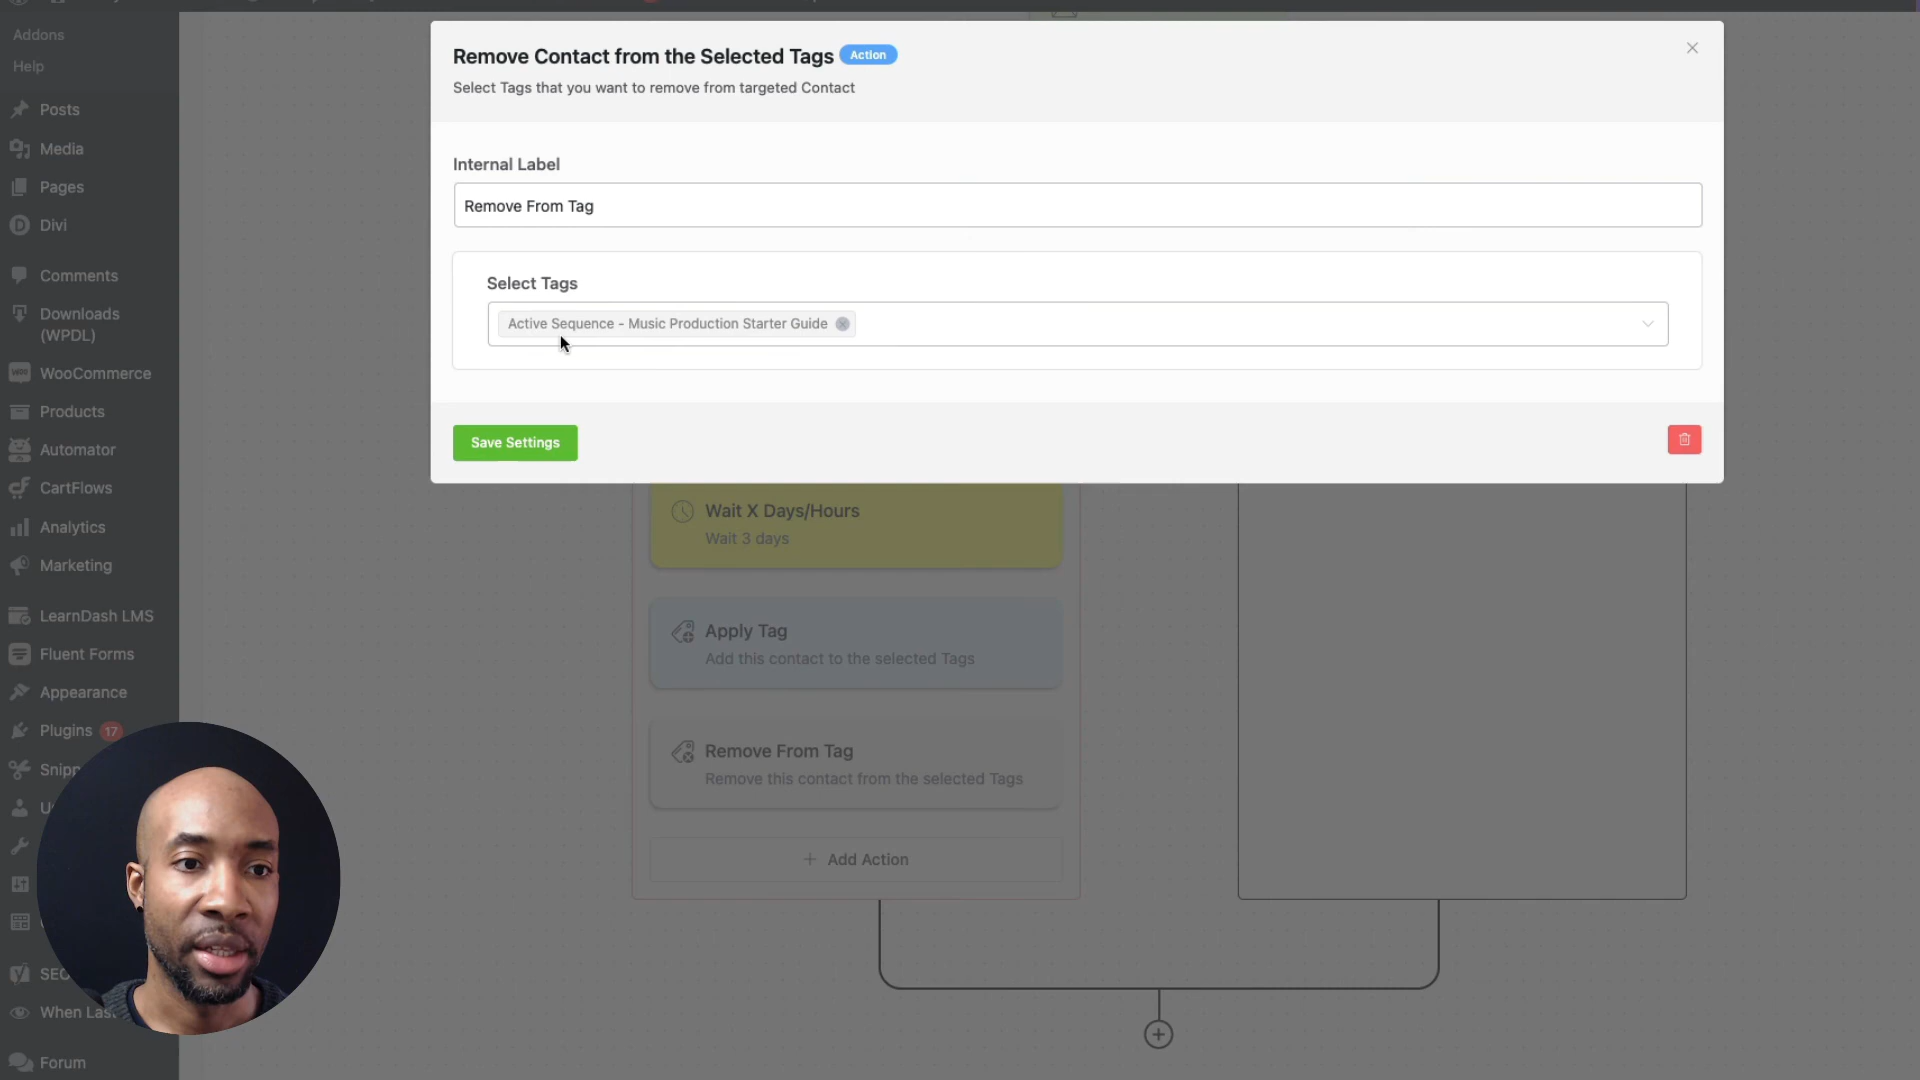 Addons
Help
Posts
Media
Pages
Divi
Comments
Downloads
(WPDL)
WooCommerce
Products
Automator
CartFlows
Analytics
Marketing
LearnDash LMS
Fluent Forms
Appearance
Plugins 17
Snipp
U
SEO
When Las
Forum
Remove Contact from the Selected Tags Action
Select Tags that you want to remove from targeted Contact
Internal Label
Remove From Tag
Select Tags
Active Sequence - Music Production Starter Guide
Save Settings
Wait X Days/Hours
Wait 3 days
Apply Tag
Add this contact to the selected Tags
Remove From Tag
Remove this contact from the selected Tags
Add Action